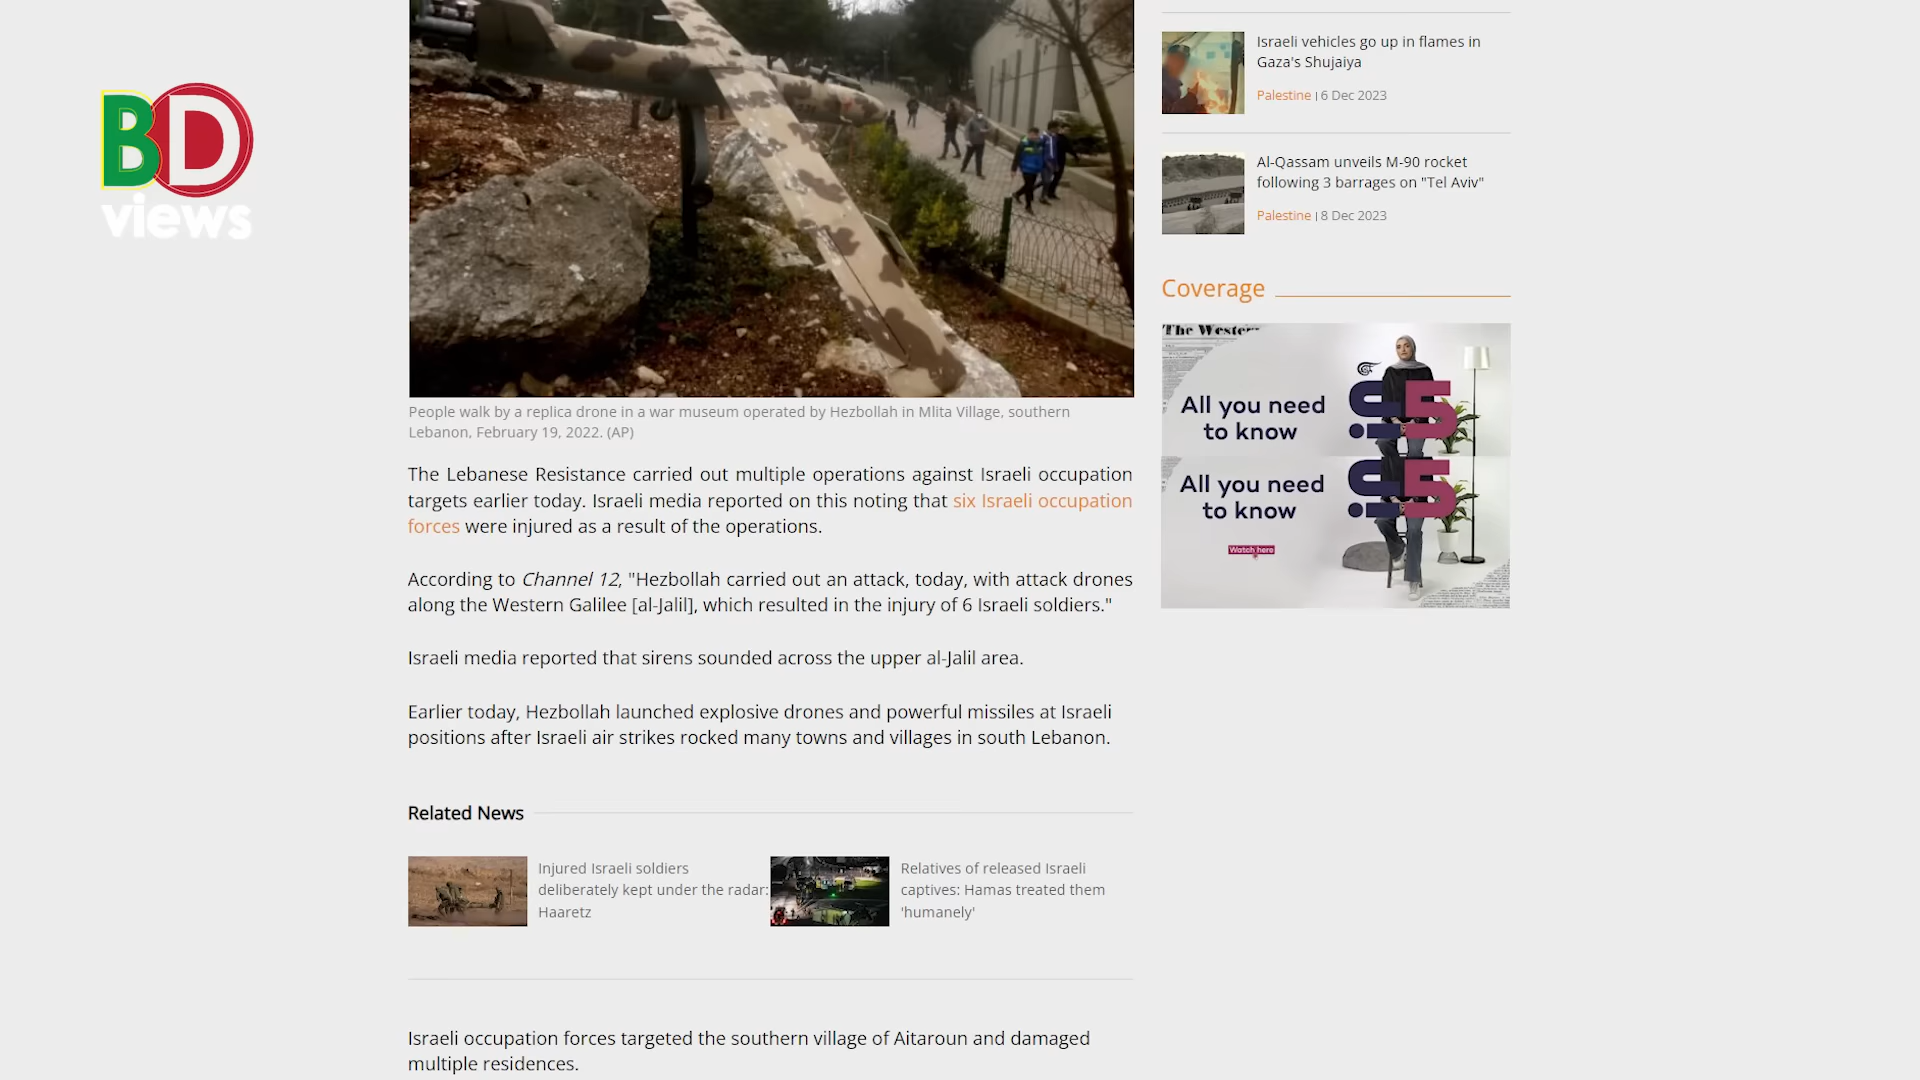 BD
views
People walk by a replica drone in a war museum operated by Hezbollah in Mlita Village, southern
Lebanon, February 19, 2022. (AP)
The Lebanese Resistance carried out multiple operations against Israeli occupation
targets earlier today. Israeli media reported on this noting that six Israeli occupation
forces were injured as a result of the operations.
According to Channel 12, "Hezbollah carried out an attack, today, with attack drones
along the Western Galilee [al-Jalil], which resulted in the injury of 6 Israeli soldiers."
Israeli media reported that sirens sounded across the upper al-Jalil area.
Earlier today, Hezbollah launched explosive drones and powerful missiles at Israeli
positions after Israeli air strikes rocked many towns and villages in south Lebanon.
Related News
Injured Israeli soldiers
deliberately kept under the radar:
Haaretz
Relatives of released Israeli
captives: Hamas treated them
'humanely'
Israeli occupation forces targeted the southern village of Aitaroun and damaged
multiple residences.
Israeli vehicles go up in flames in
Gaza's Shujaiya
Palestine | 6 Dec 2023
Al-Qassam unveils M-90 rocket
following 3 barrages on "Tel Aviv"
Palestine | 8 Dec 2023
Coverage
The Wester
All you need
to know
All you need
to know
Watch here